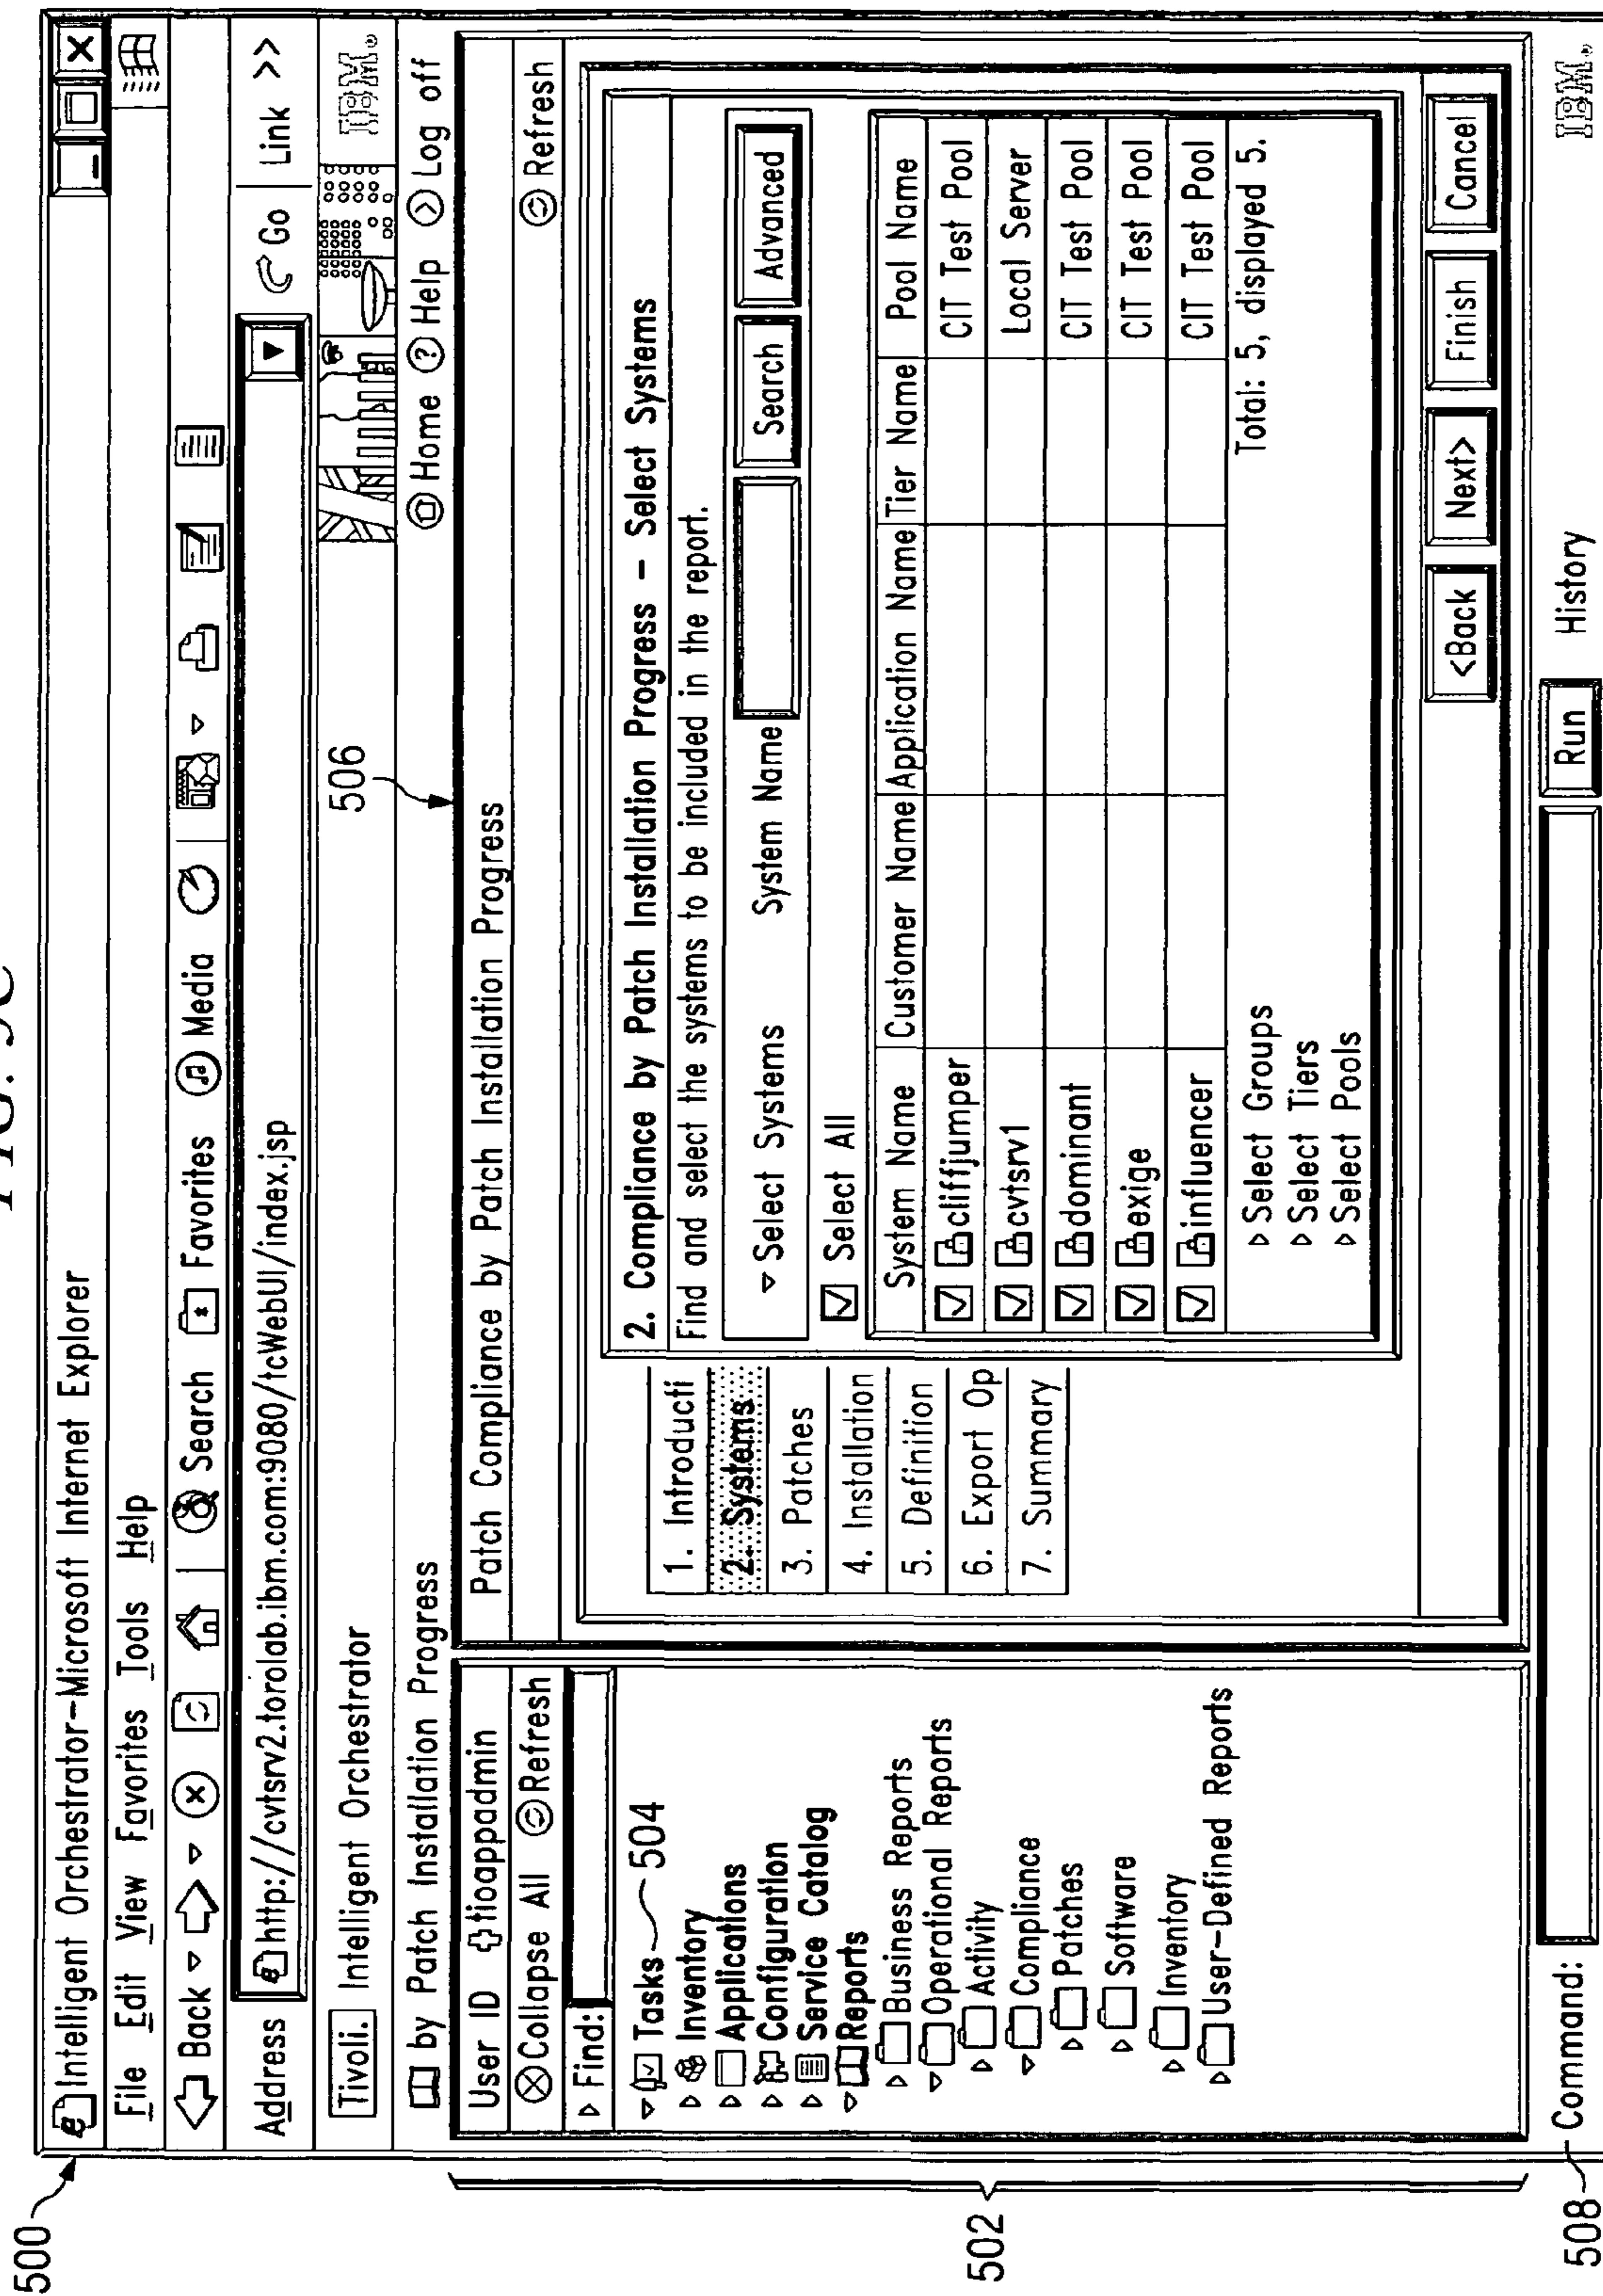 500
Intelligent Orchestrator-Microsoft Internet Explorer
File Edit View Favorites Tools Help
Back Search Favorites Media
Address http://cvtsrv2.torolab.ibm.com:9080/tcWebUI/index.jsp Go Link >>
Tivoli. Intelligent Orchestrator IBM®
506
by Patch Installation Progress Home Help Log off
User ID tioappadmin
Collapse All Refresh
Find:
Tasks 504
Inventory
Applications
Configuration
Service Catalog
Reports
Business Reports
Operational Reports
Activity
Compliance
Patches
Software
Inventory
User-Defined Reports
502
Patch Compliance by Patch Installation Progress
Refresh
1. Introducti
2. Systems
3. Patches
4. Installation
5. Definition
6. Export Op
7. Summary
2. Compliance by Patch Installation Progress - Select Systems
Find and select the systems to be included in the report.
Select Systems System Name Search Advanced
Select All
System Name Customer Name Application Name Tier Name Pool Name
cliffjumper CIT Test Pool
cvtsrv1 Local Server
dominant CIT Test Pool
exige CIT Test Pool
influencer CIT Test Pool
Total: 5, displayed 5.
Select Groups
Select Tiers
Select Pools
<Back Next> Finish Cancel
508 Command: Run History IBM®